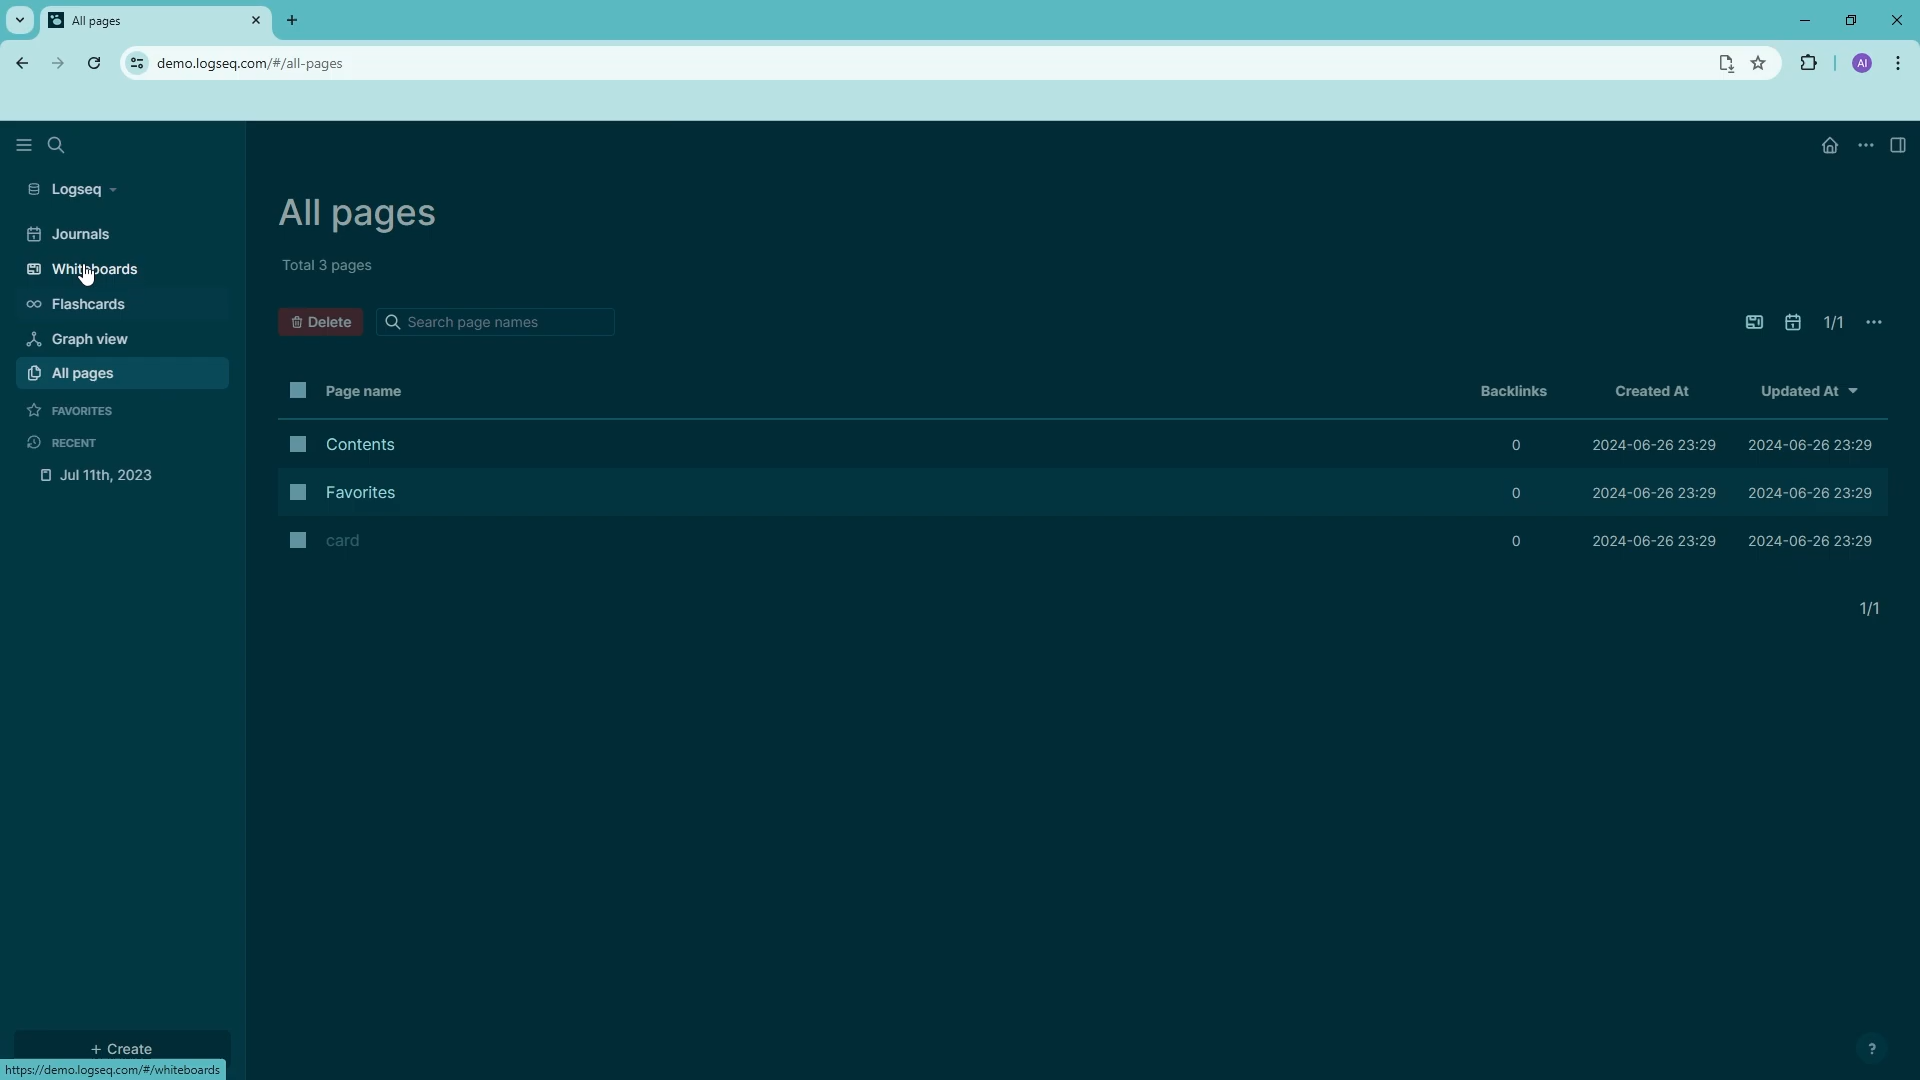 All pages
demo.logseq.com/#/all-pages
AI
Logseq
Journals
Whiteboards
Flashcards
Graph view
All pages
FAVORITES
RECENT
Jul 11th, 2023
+ Create
https://demo.logseq.com/#/whiteboards
All pages
Total 3 pages
Delete
Search page names
1/1
Page name Backlinks Created At Updated At
Contents 0 2024-06-26 23:29 2024-06-26 23:29
Favorites 0 2024-06-26 23:29 2024-06-26 23:29
card 0 2024-06-26 23:29 2024-06-26 23:29
1/1
?